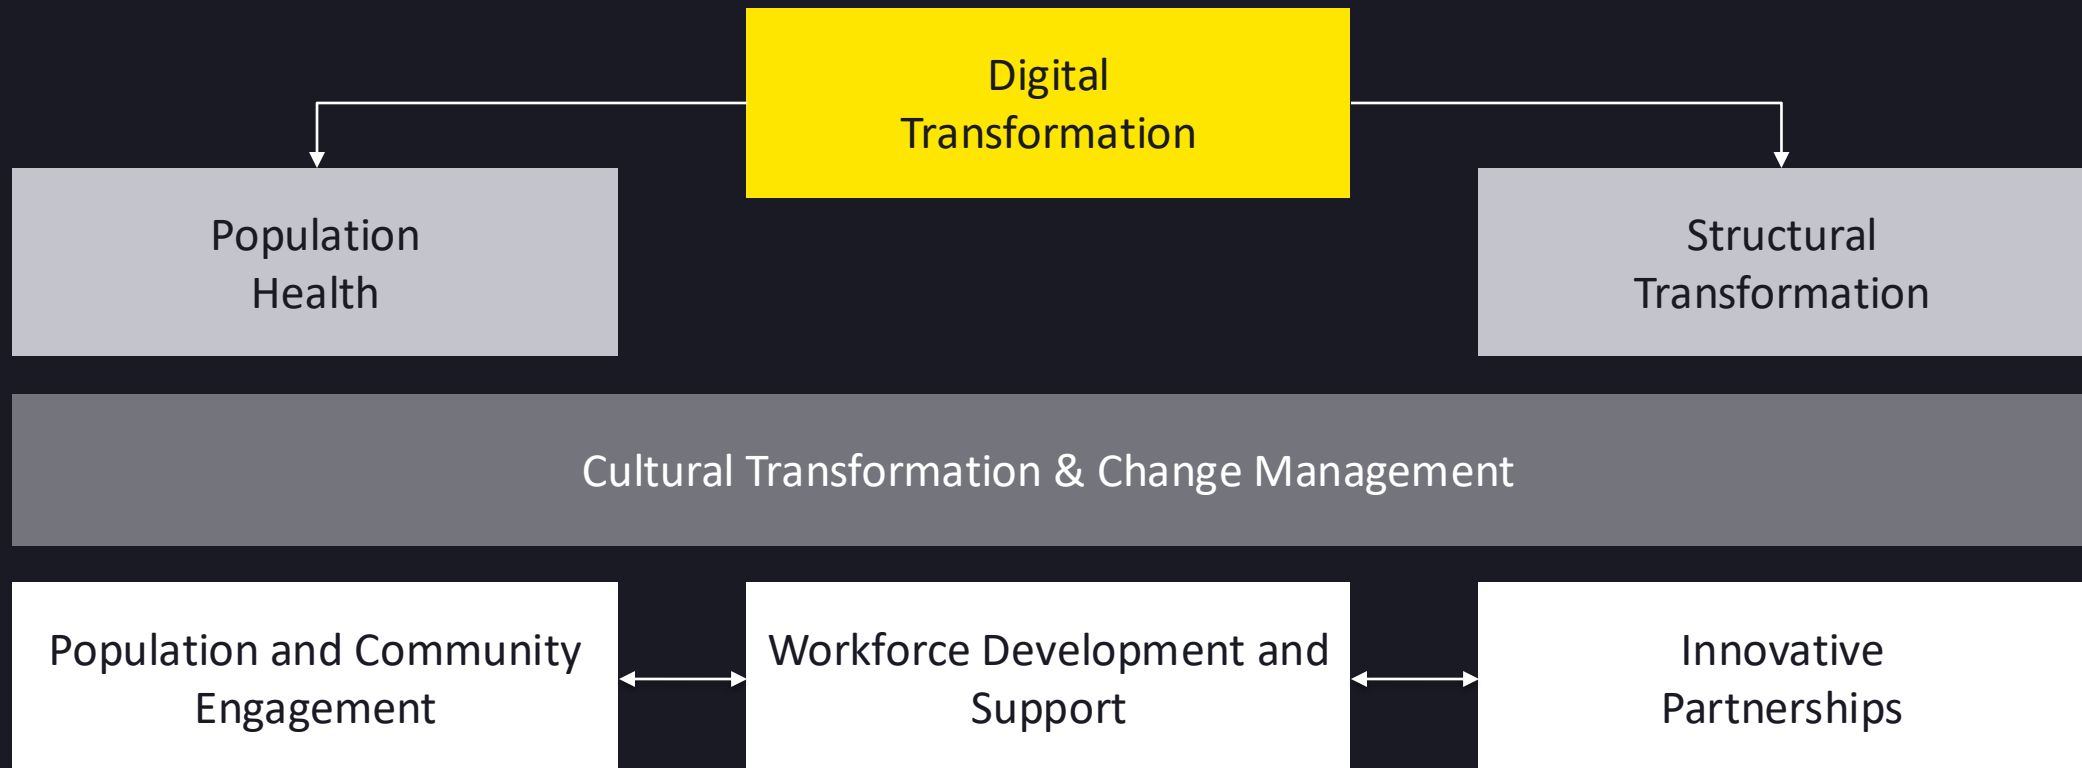 Digital
Transformation
Population
Health
Structural
Transformation
Cultural Transformation & Change Management
Population and Community
Engagement
Workforce Development and
Support
Innovative
Partnerships